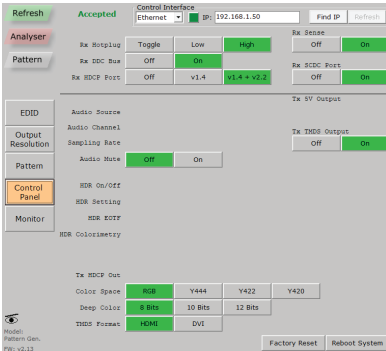 Refresh
Accepted
Control Interface
Ethernet
IP:
192.168.1.50
Find IP
Refresh
Analyser
Rx Sense
Rx Hotplug
Toggle
Low
High
Off
On
Pattern
Rx DDC Bus
Off
On
Rx SCDC Port
Rx HDCP Port
Off
v1.4
v1.4 + v2.2
Off
On
Tx 5V Output
EDID
Audio Source
Output
Resolution
Audio Channel
Tx TMDS Output
Sampling Rate
Off
On
Pattern
Audio Mute
Off
On
Control
Panel
HDR On/Off
HDR Setting
Monitor
HDR EOTF
HDR Colorimetry
Tx HDCP Out
Color Space
RGB
Y444
Y422
Y420
Deep Color
8 Bits
10 Bits
12 Bits
TMDS Format
HDMI
DVI
Model:
Pattern Gen.
FW: v2.13
Factory Reset
Reboot System